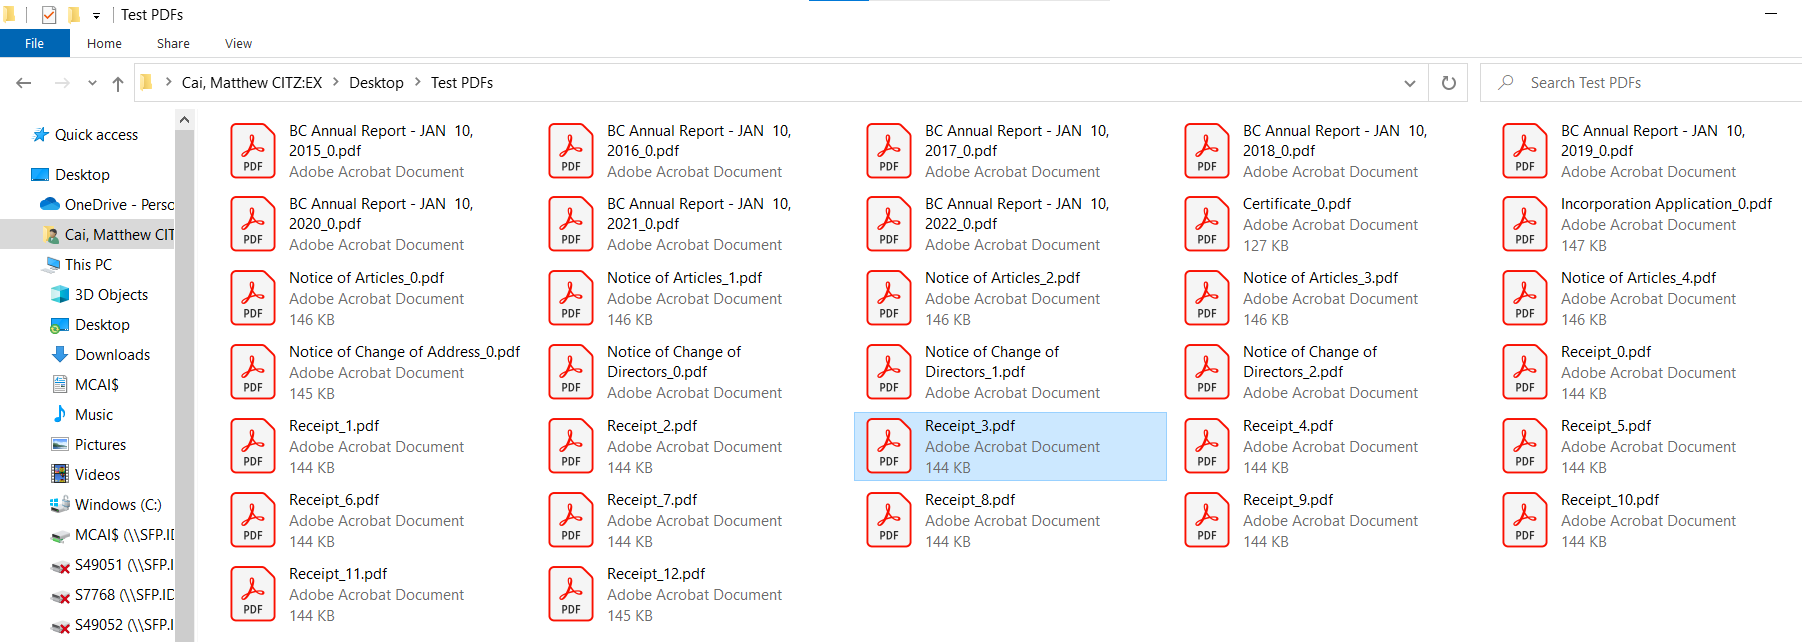 Test PDFs
File Home Share View
Cai, Matthew CITZ:EX Desktop Test PDFs
Search Test PDFs
Quick access
Desktop
OneDrive - Perso
Cai, Matthew CIT
This PC
3D Objects
Desktop
Downloads
MCAI$
Music
Pictures
Videos
Windows (C:)
MCAI$ (\\SFP.ID
S49051 (\\SFP.I
S7768 (\\SFP.ID
S49052 (\\SFP.I
PDF
BC Annual Report - JAN  10,
2015_0.pdf
Adobe Acrobat Document
PDF
BC Annual Report - JAN  10,
2016_0.pdf
Adobe Acrobat Document
PDF
BC Annual Report - JAN  10,
2017_0.pdf
Adobe Acrobat Document
PDF
BC Annual Report - JAN  10,
2018_0.pdf
Adobe Acrobat Document
PDF
BC Annual Report - JAN  10,
2019_0.pdf
Adobe Acrobat Document
PDF
BC Annual Report - JAN  10,
2020_0.pdf
Adobe Acrobat Document
PDF
BC Annual Report - JAN  10,
2021_0.pdf
Adobe Acrobat Document
PDF
BC Annual Report - JAN  10,
2022_0.pdf
Adobe Acrobat Document
PDF
Certificate_0.pdf
Adobe Acrobat Document
127 KB
PDF
Incorporation Application_0.pdf
Adobe Acrobat Document
147 KB
PDF
Notice of Articles_0.pdf
Adobe Acrobat Document
146 KB
PDF
Notice of Articles_1.pdf
Adobe Acrobat Document
146 KB
PDF
Notice of Articles_2.pdf
Adobe Acrobat Document
146 KB
PDF
Notice of Articles_3.pdf
Adobe Acrobat Document
146 KB
PDF
Notice of Articles_4.pdf
Adobe Acrobat Document
146 KB
PDF
Notice of Change of Address_0.pdf
Adobe Acrobat Document
145 KB
PDF
Notice of Change of
Directors_0.pdf
Adobe Acrobat Document
PDF
Notice of Change of
Directors_1.pdf
Adobe Acrobat Document
PDF
Notice of Change of
Directors_2.pdf
Adobe Acrobat Document
PDF
Receipt_0.pdf
Adobe Acrobat Document
144 KB
PDF
Receipt_1.pdf
Adobe Acrobat Document
144 KB
PDF
Receipt_2.pdf
Adobe Acrobat Document
144 KB
PDF
Receipt_3.pdf
Adobe Acrobat Document
144 KB
PDF
Receipt_4.pdf
Adobe Acrobat Document
144 KB
PDF
Receipt_5.pdf
Adobe Acrobat Document
144 KB
PDF
Receipt_6.pdf
Adobe Acrobat Document
144 KB
PDF
Receipt_7.pdf
Adobe Acrobat Document
144 KB
PDF
Receipt_8.pdf
Adobe Acrobat Document
144 KB
PDF
Receipt_9.pdf
Adobe Acrobat Document
144 KB
PDF
Receipt_10.pdf
Adobe Acrobat Document
144 KB
PDF
Receipt_11.pdf
Adobe Acrobat Document
144 KB
PDF
Receipt_12.pdf
Adobe Acrobat Document
145 KB